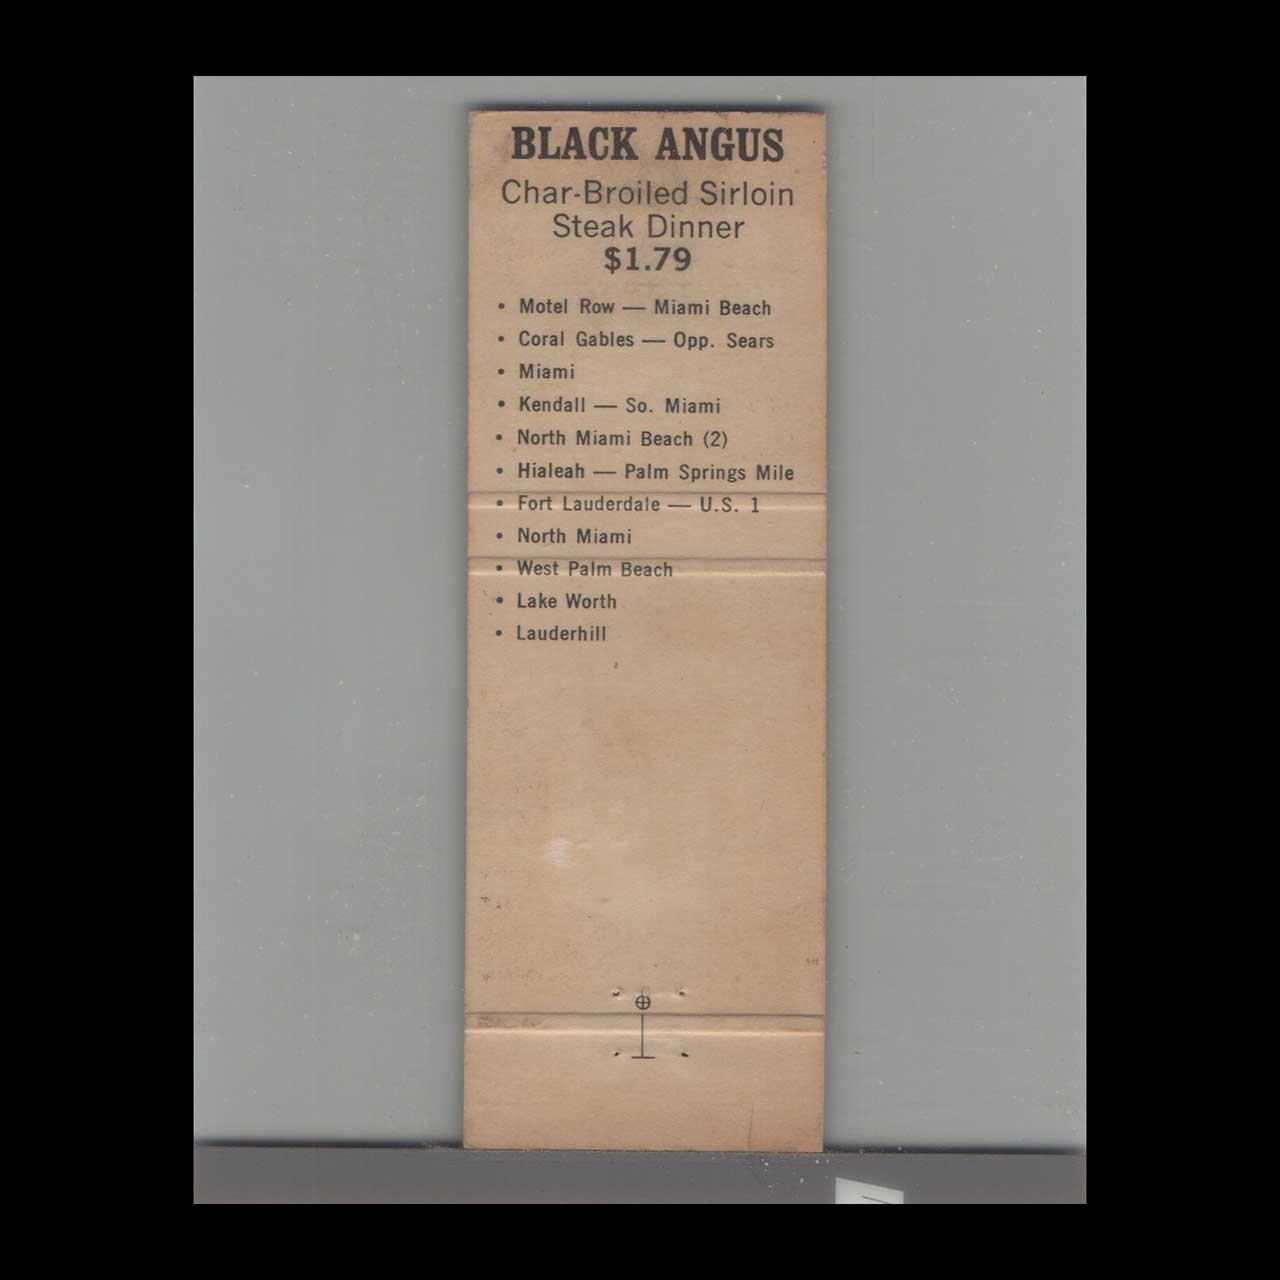 BLACK ANGUS
Char-Broiled Sirloin
Steak Dinner
$1.79
• Motel Row — Miami Beach
• Coral Gables — Opp. Sears
• Miami
• Kendall — So. Miami
• North Miami Beach (2)
• Hialeah — Palm Springs Mile
• Fort Lauderdale — U.S. 1
• North Miami
• West Palm Beach
• Lake Worth
• Lauderhill